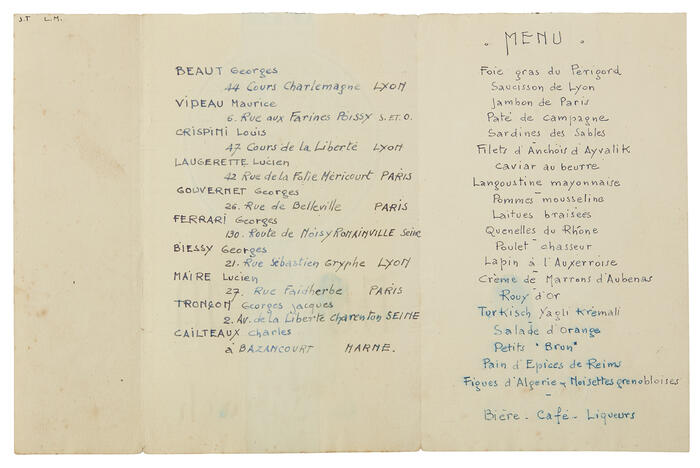 S.T L.M.
BEAUT Georges
44 Cours Charlemagne LYON
VIDEAU Maurice
6. Rue aux Farines Poissy S.ET.O.
CRISPINI Louis
47 Cours de la Liberté LYON
LAUGERETTE Lucien
42 Rue de la Folie Méricourt PARIS
GOUVERNET Georges
26. Rue de Belleville PARIS
FERRARI Georges
130. Route de Noisy ROMAINVILLE Seine
BIESSY Georges
21. Rue Sébastien Gryphe LYON
MAIRE Lucien
27. Rue Faidherbe PARIS
TRONÇON Georges Jacques
2. Av. de la Liberté Charenton SEINE
CAILTEAUX Charles
à BAZANCOURT MARNE.
. MENU .
Foie gras du Périgord
Saucisson de Lyon
Jambon de Paris
Paté de campagne
Sardines des Sables
Filets d'Anchois d'Ayvalik
Caviar au beurre
Langoustine mayonnaise
Pommes mousseline
Laitues braisées
Quenelles du Rhône
Poulet chasseur
Lapin à l'Auxerroise
Crème de Marrons d'Aubenas
Rouy d'or
Turkisch Yagli Krémali
Salade d'Orange
Petits "Brun"
Pain d'Epices de Reims
Figues d'Algerie - Noisettes grenobloises
Bière - Café - Liqueurs